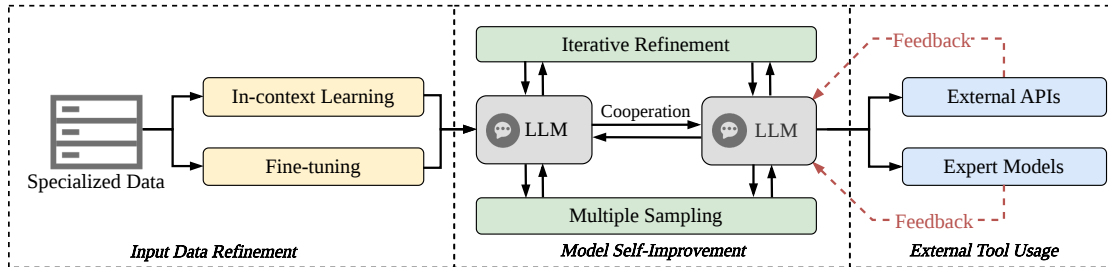 Specialized Data
In-context Learning
Fine-tuning
Input Data Refinement
Iterative Refinement
LLM
Cooperation
LLM
Multiple Sampling
Model Self-Improvement
Feedback
External APIs
Expert Models
Feedback
External Tool Usage